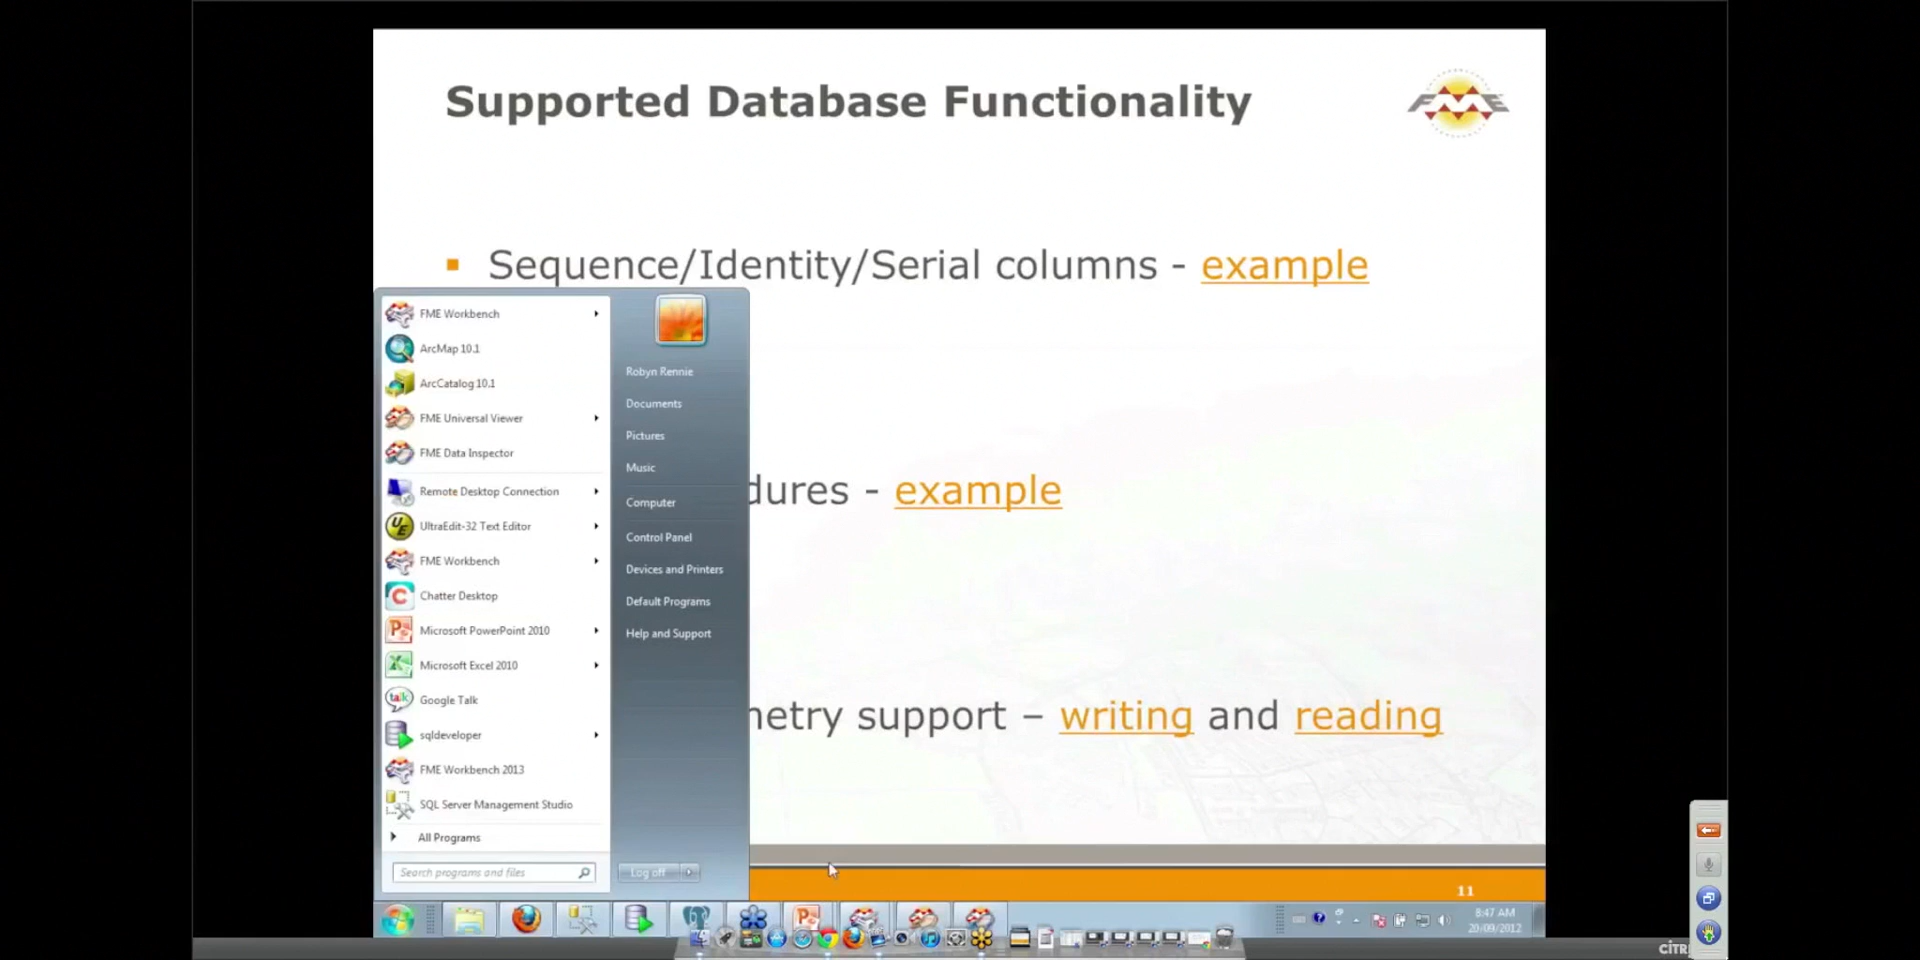 Supported Database Functionality
FME
Sequence/Identity/Serial columns - example
dures - example
etry support – writing and reading
11
FME Workbench
ArcMap 10.1
ArcCatalog 10.1
FME Universal Viewer
FME Data Inspector
Remote Desktop Connection
UltraEdit-32 Text Editor
FME Workbench
Chatter Desktop
Microsoft PowerPoint 2010
Microsoft Excel 2010
Google Talk
sqldeveloper
FME Workbench 2013
SQL Server Management Studio
All Programs
Search programs and files
Robyn Rennie
Documents
Pictures
Music
Computer
Control Panel
Devices and Printers
Default Programs
Help and Support
Log off
8:47 AM
20/09/2012